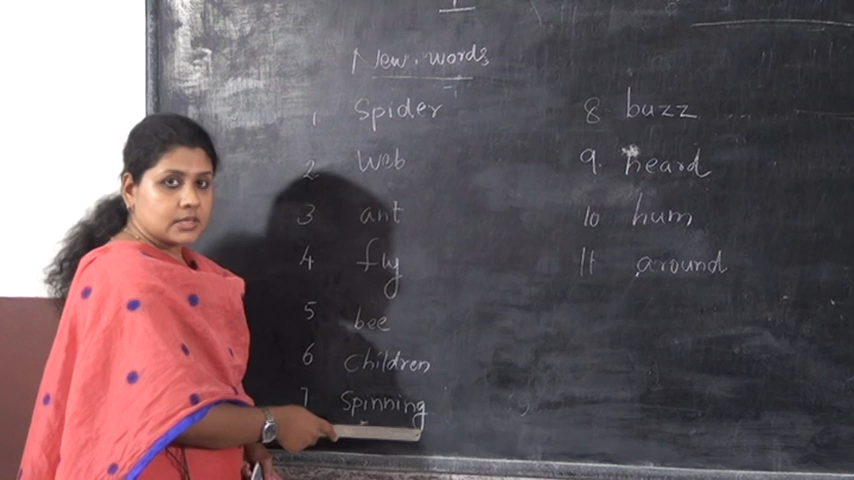 New words
1 Spider
2 Web
3 ant
4 fly
5 bee
6 children
7 Spinning
8 buzz
9. heard
10 hum
11 around